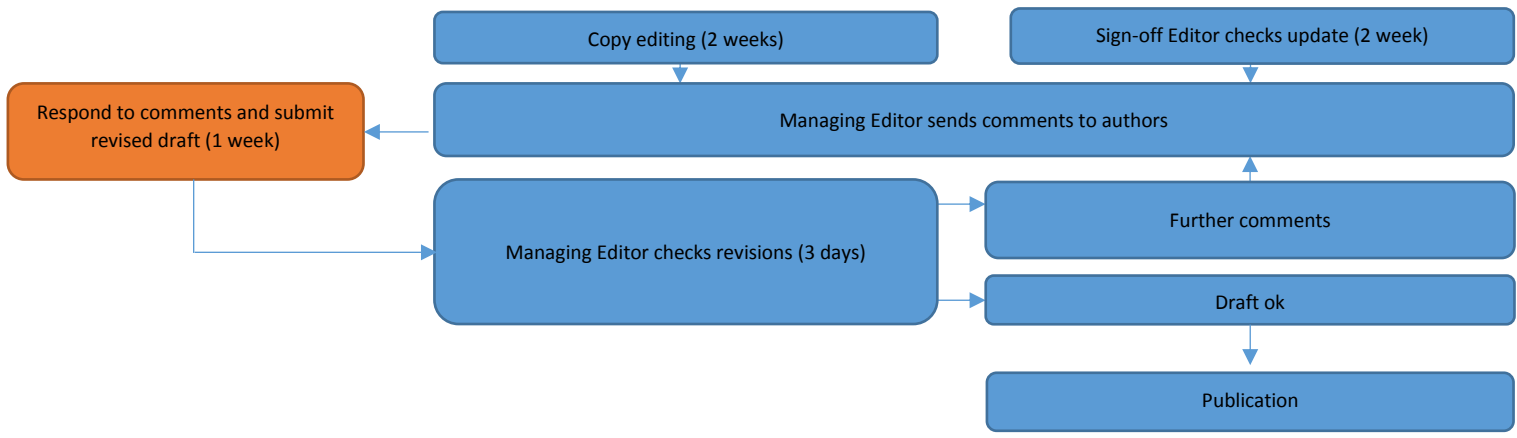 Copy editing (2 weeks)
Sign-off Editor checks update (2 week)
Respond to comments and submit
revised draft (1 week)
Managing Editor sends comments to authors
Managing Editor checks revisions (3 days)
Further comments
Draft ok
Publication